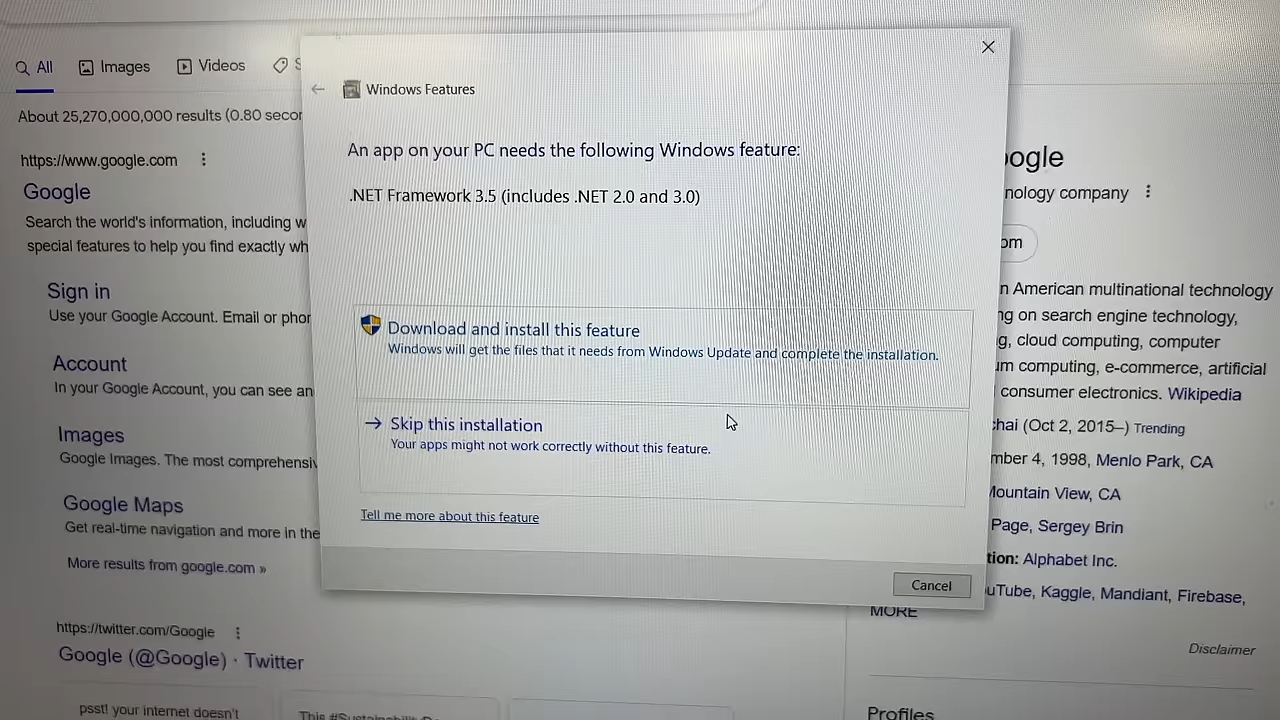 All
Images
Videos
S
About 25,270,000,000 results (0.80 secor
https://www.google.com
Google
Search the world's information, including w
special features to help you find exactly wh
Sign in
Use your Google Account. Email or phor
Account
In your Google Account, you can see an
Images
Google Images. The most comprehensiv
Google Maps
Get real-time navigation and more in the
More results from google.com »
https://twitter.com/Google
Google (@Google) · Twitter
psst! your internet doesn't
This #Sustainability
Windows Features
An app on your PC needs the following Windows feature:
.NET Framework 3.5 (includes .NET 2.0 and 3.0)
Download and install this feature
Windows will get the files that it needs from Windows Update and complete the installation.
Skip this installation
Your apps might not work correctly without this feature.
Tell me more about this feature
Cancel
oogle
nology company
om
n American multinational technology
ng on search engine technology,
g, cloud computing, computer
um computing, e-commerce, artificial
consumer electronics. Wikipedia
chai (Oct 2, 2015–) Trending
mber 4, 1998, Menlo Park, CA
Mountain View, CA
Page, Sergey Brin
tion: Alphabet Inc.
uTube, Kaggle, Mandiant, Firebase,
MORE
Disclaimer
Profiles